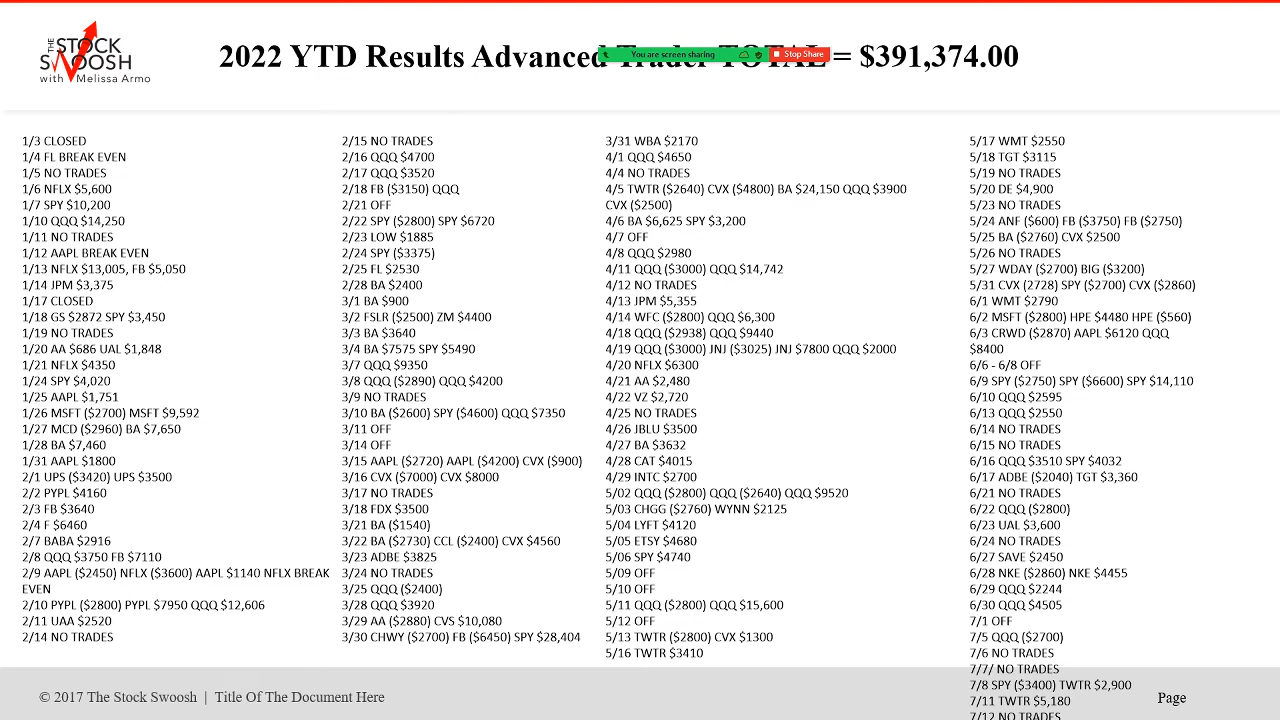 THE STOCK SWOOSH
with Melissa Armo
2022 YTD Results Advanced Trader TOTAL = $391,374.00
You are screen sharing
Stop Share
1/3 CLOSED
1/4 FL BREAK EVEN
1/5 NO TRADES
1/6 NFLX $5,600
1/7 SPY $10,200
1/10 QQQ $14,250
1/11 NO TRADES
1/12 AAPL BREAK EVEN
1/13 NFLX $13,005, FB $5,050
1/14 JPM $3,375
1/17 CLOSED
1/18 GS $2872 SPY $3,450
1/19 NO TRADES
1/20 AA $686 UAL $1,848
1/21 NFLX $4350
1/24 SPY $4,020
1/25 AAPL $1,751
1/26 MSFT ($2700) MSFT $9,592
1/27 MCD ($2960) BA $7,650
1/28 BA $7,460
1/31 AAPL $1800
2/1 UPS ($3420) UPS $3500
2/2 PYPL $4160
2/3 FB $3640
2/4 F $6460
2/7 BABA $2916
2/8 QQQ $3750 FB $7110
2/9 AAPL ($2450) NFLX ($3600) AAPL $1140 NFLX BREAK
EVEN
2/10 PYPL ($2800) PYPL $7950 QQQ $12,606
2/11 UAA $2520
2/14 NO TRADES
2/15 NO TRADES
2/16 QQQ $4700
2/17 QQQ $3520
2/18 FB ($3150) QQQ
2/21 OFF
2/22 SPY ($2800) SPY $6720
2/23 LOW $1885
2/24 SPY ($3375)
2/25 FL $2530
2/28 BA $2400
3/1 BA $900
3/2 FSLR ($2500) ZM $4400
3/3 BA $3640
3/4 BA $7575 SPY $5490
3/7 QQQ $9350
3/8 QQQ ($2890) QQQ $4200
3/9 NO TRADES
3/10 BA ($2600) SPY ($4600) QQQ $7350
3/11 OFF
3/14 OFF
3/15 AAPL ($2720) AAPL ($4200) CVX ($900)
3/16 CVX ($7000) CVX $8000
3/17 NO TRADES
3/18 FDX $3500
3/21 BA ($1540)
3/22 BA ($2730) CCL ($2400) CVX $4560
3/23 ADBE $3825
3/24 NO TRADES
3/25 QQQ ($2400)
3/28 QQQ $3920
3/29 AA ($2880) CVS $10,080
3/30 CHWY ($2700) FB ($6450) SPY $28,404
3/31 WBA $2170
4/1 QQQ $4650
4/4 NO TRADES
4/5 TWTR ($2640) CVX ($4800) BA $24,150 QQQ $3900
CVX ($2500)
4/6 BA $6,625 SPY $3,200
4/7 OFF
4/8 QQQ $2980
4/11 QQQ ($3000) QQQ $14,742
4/12 NO TRADES
4/13 JPM $5,355
4/14 WFC ($2800) QQQ $6,300
4/18 QQQ ($2938) QQQ $9440
4/19 QQQ ($3000) JNJ ($3025) JNJ $7800 QQQ $2000
4/20 NFLX $6300
4/21 AA $2,480
4/22 VZ $2,720
4/25 NO TRADES
4/26 JBLU $3500
4/27 BA $3632
4/28 CAT $4015
4/29 INTC $2700
5/02 QQQ ($2800) QQQ ($2640) QQQ $9520
5/03 CHGG ($2760) WYNN $2125
5/04 LYFT $4120
5/05 ETSY $4680
5/06 SPY $4740
5/09 OFF
5/10 OFF
5/11 QQQ ($2800) QQQ $15,600
5/12 OFF
5/13 TWTR ($2800) CVX $1300
5/16 TWTR $3410
5/17 WMT $2550
5/18 TGT $3115
5/19 NO TRADES
5/20 DE $4,900
5/23 NO TRADES
5/24 ANF ($600) FB ($3750) FB ($2750)
5/25 BA ($2760) CVX $2500
5/26 NO TRADES
5/27 WDAY ($2700) BIG ($3200)
5/31 CVX (2728) SPY ($2700) CVX ($2860)
6/1 WMT $2790
6/2 MSFT ($2800) HPE $4480 HPE ($560)
6/3 CRWD ($2870) AAPL $6120 QQQ
$8400
6/6 - 6/8 OFF
6/9 SPY ($2750) SPY ($6600) SPY $14,110
6/10 QQQ $2595
6/13 QQQ $2550
6/14 NO TRADES
6/15 NO TRADES
6/16 QQQ $3510 SPY $4032
6/17 ADBE ($2040) TGT $3,360
6/21 NO TRADES
6/22 QQQ ($2800)
6/23 UAL $3,600
6/24 NO TRADES
6/27 SAVE $2450
6/28 NKE ($2860) NKE $4455
6/29 QQQ $2244
6/30 QQQ $4505
7/1 OFF
7/5 QQQ ($2700)
7/6 NO TRADES
7/7/ NO TRADES
7/8 SPY ($3400) TWTR $2,900
7/11 TWTR $5,180
7/12 NO TRADES
© 2017 The Stock Swoosh | Title Of The Document Here
Page